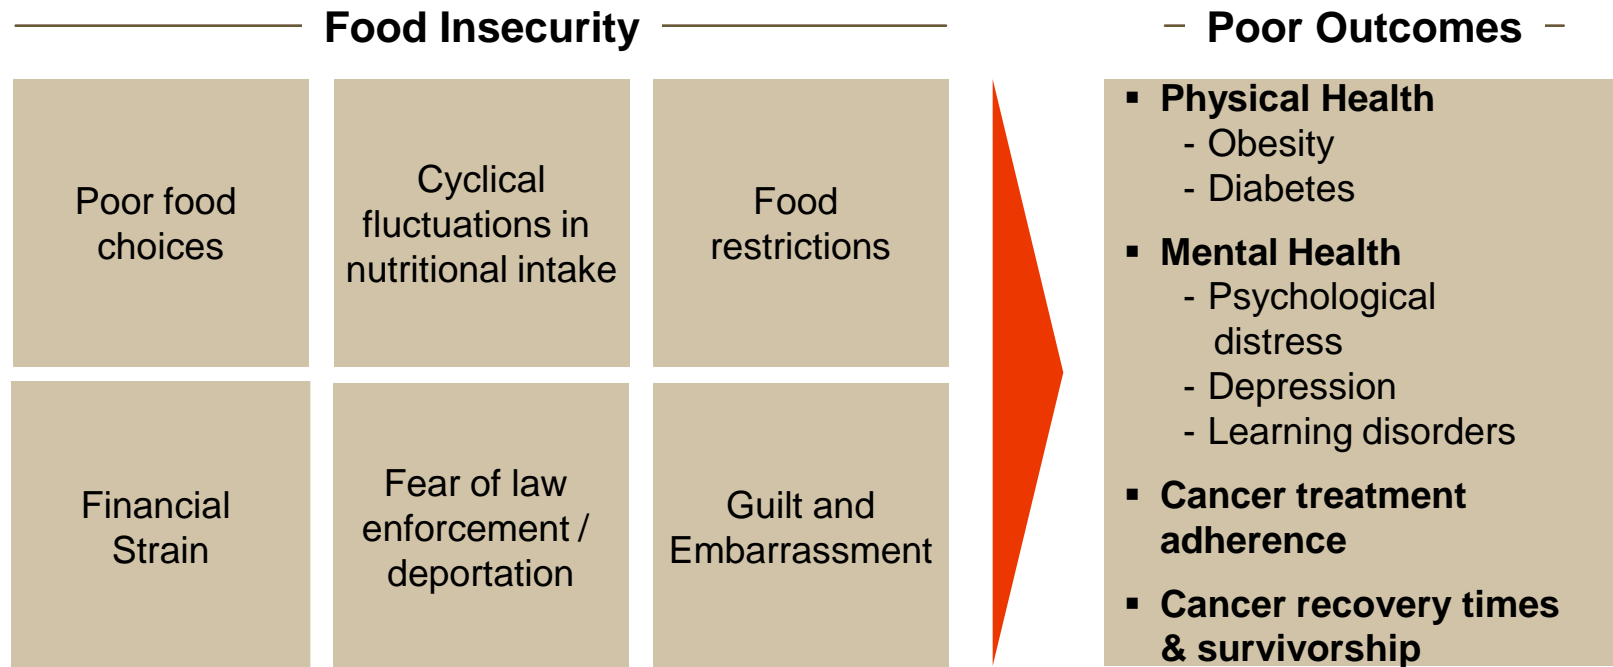 Food Insecurity
Poor food
choices
Cyclical
fluctuations in
nutritional intake
Food
restrictions
Financial
Strain
Fear of law
enforcement /
deportation
Guilt and
Embarrassment
Poor Outcomes
▪ Physical Health
- Obesity
- Diabetes
▪ Mental Health
- Psychological
distress
- Depression
- Learning disorders
▪ Cancer treatment
adherence
▪ Cancer recovery times
& survivorship